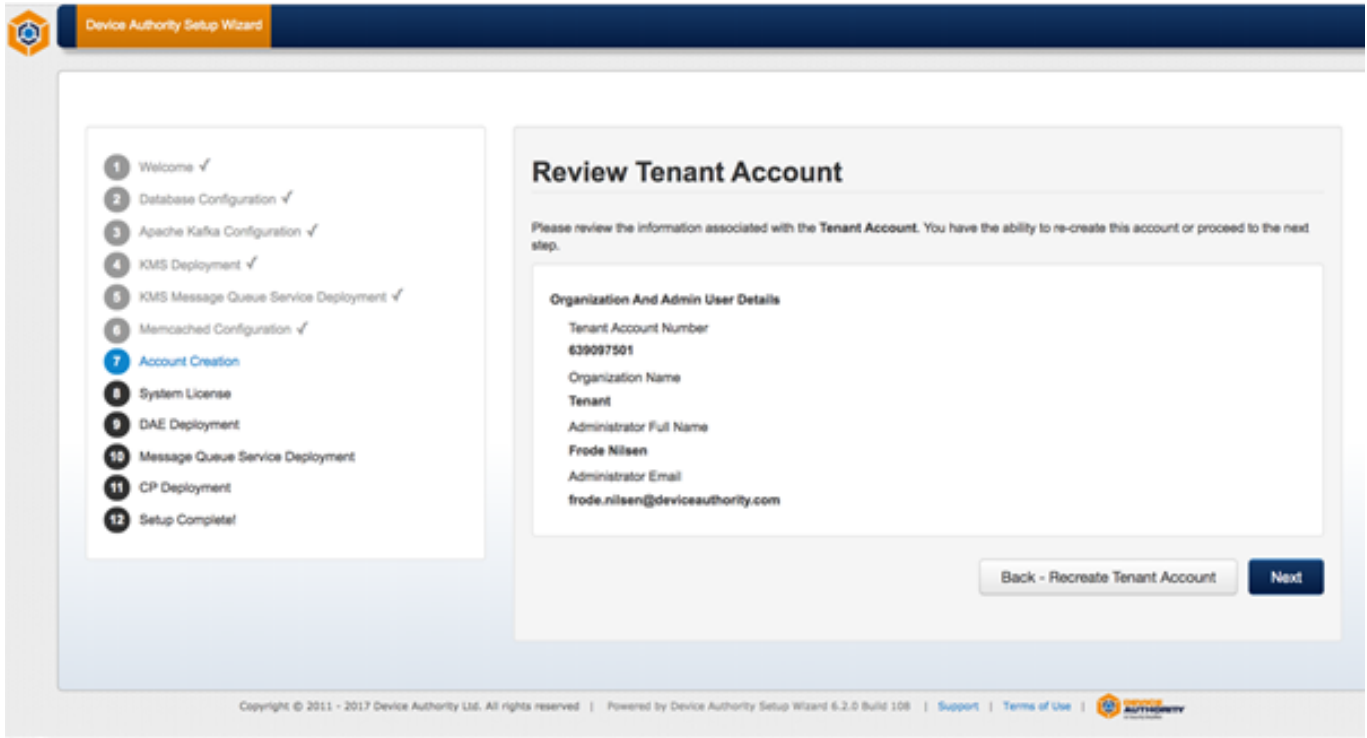 Device Authority Setup Wizard
1 Welcome ✓
2 Database Configuration ✓
3 Apache Kafka Configuration ✓
4 KMS Deployment ✓
5 KMS Message Queue Service Deployment ✓
6 Memcached Configuration ✓
7 Account Creation
8 System License
9 DAE Deployment
10 Message Queue Service Deployment
11 CP Deployment
12 Setup Complete!
Review Tenant Account
Please review the information associated with the Tenant Account. You have the ability to re-create this account or proceed to the next
step.
Organization And Admin User Details
Tenant Account Number
639097501
Organization Name
Tenant
Administrator Full Name
Frode Nilsen
Administrator Email
frode.nilsen@deviceauthority.com
Back - Recreate Tenant Account
Next
Copyright © 2011 - 2017 Device Authority Ltd. All rights reserved | Powered by Device Authority Setup Wizard 6.2.0 Build 108 | Support | Terms of Use |
DEVICE
AUTHORITY